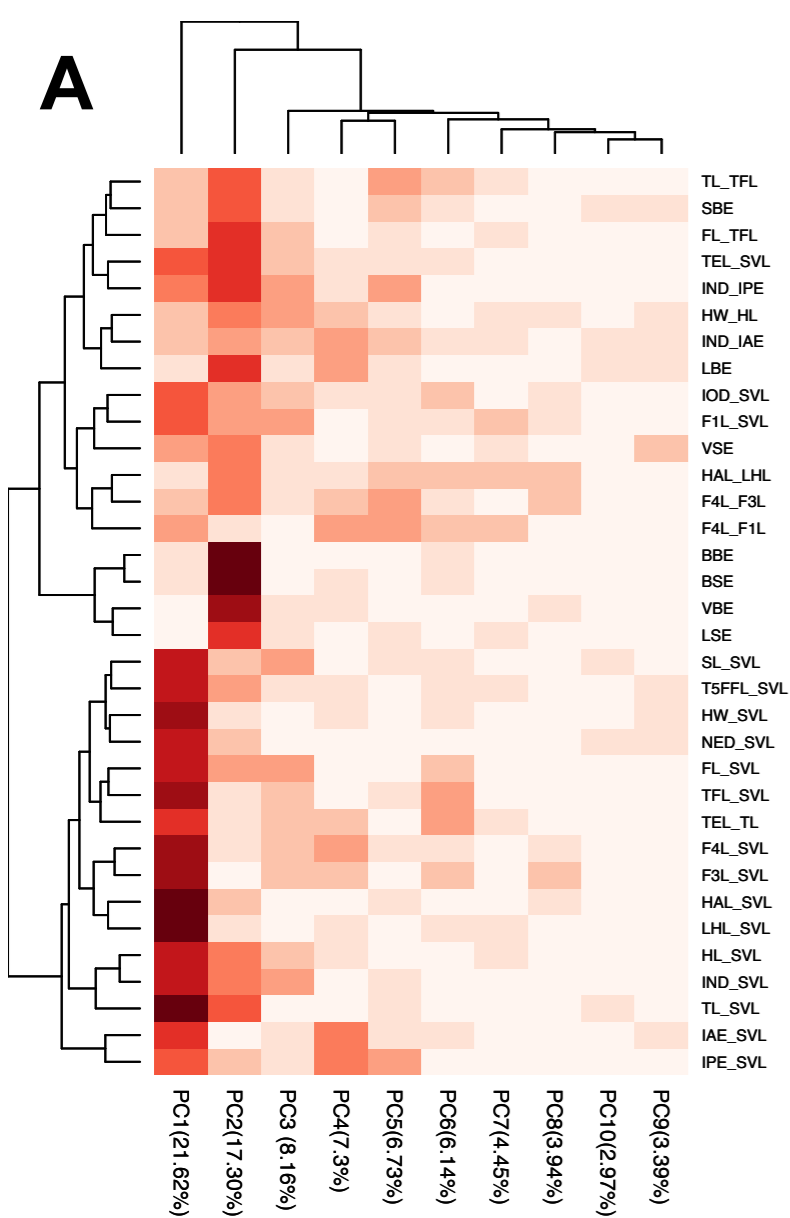 A
TL_TFL
SBE
FL_TFL
TEL_SVL
IND_IPE
HW_HL
IND_IAE
LBE
IOD_SVL
F1L_SVL
VSE
HAL_LHL
F4L_F3L
F4L_F1L
BBE
BSE
VBE
LSE
SL_SVL
T5FFL_SVL
HW_SVL
NED_SVL
FL_SVL
TFL_SVL
TEL_TL
F4L_SVL
F3L_SVL
HAL_SVL
LHL_SVL
HL_SVL
IND_SVL
TL_SVL
IAE_SVL
IPE_SVL
PC1(21.62%)
PC2(17.30%)
PC3 (8.16%)
PC4(7.3%)
PC5(6.73%)
PC6(6.14%)
PC7(4.45%)
PC8(3.94%)
PC10(2.97%)
PC9(3.39%)